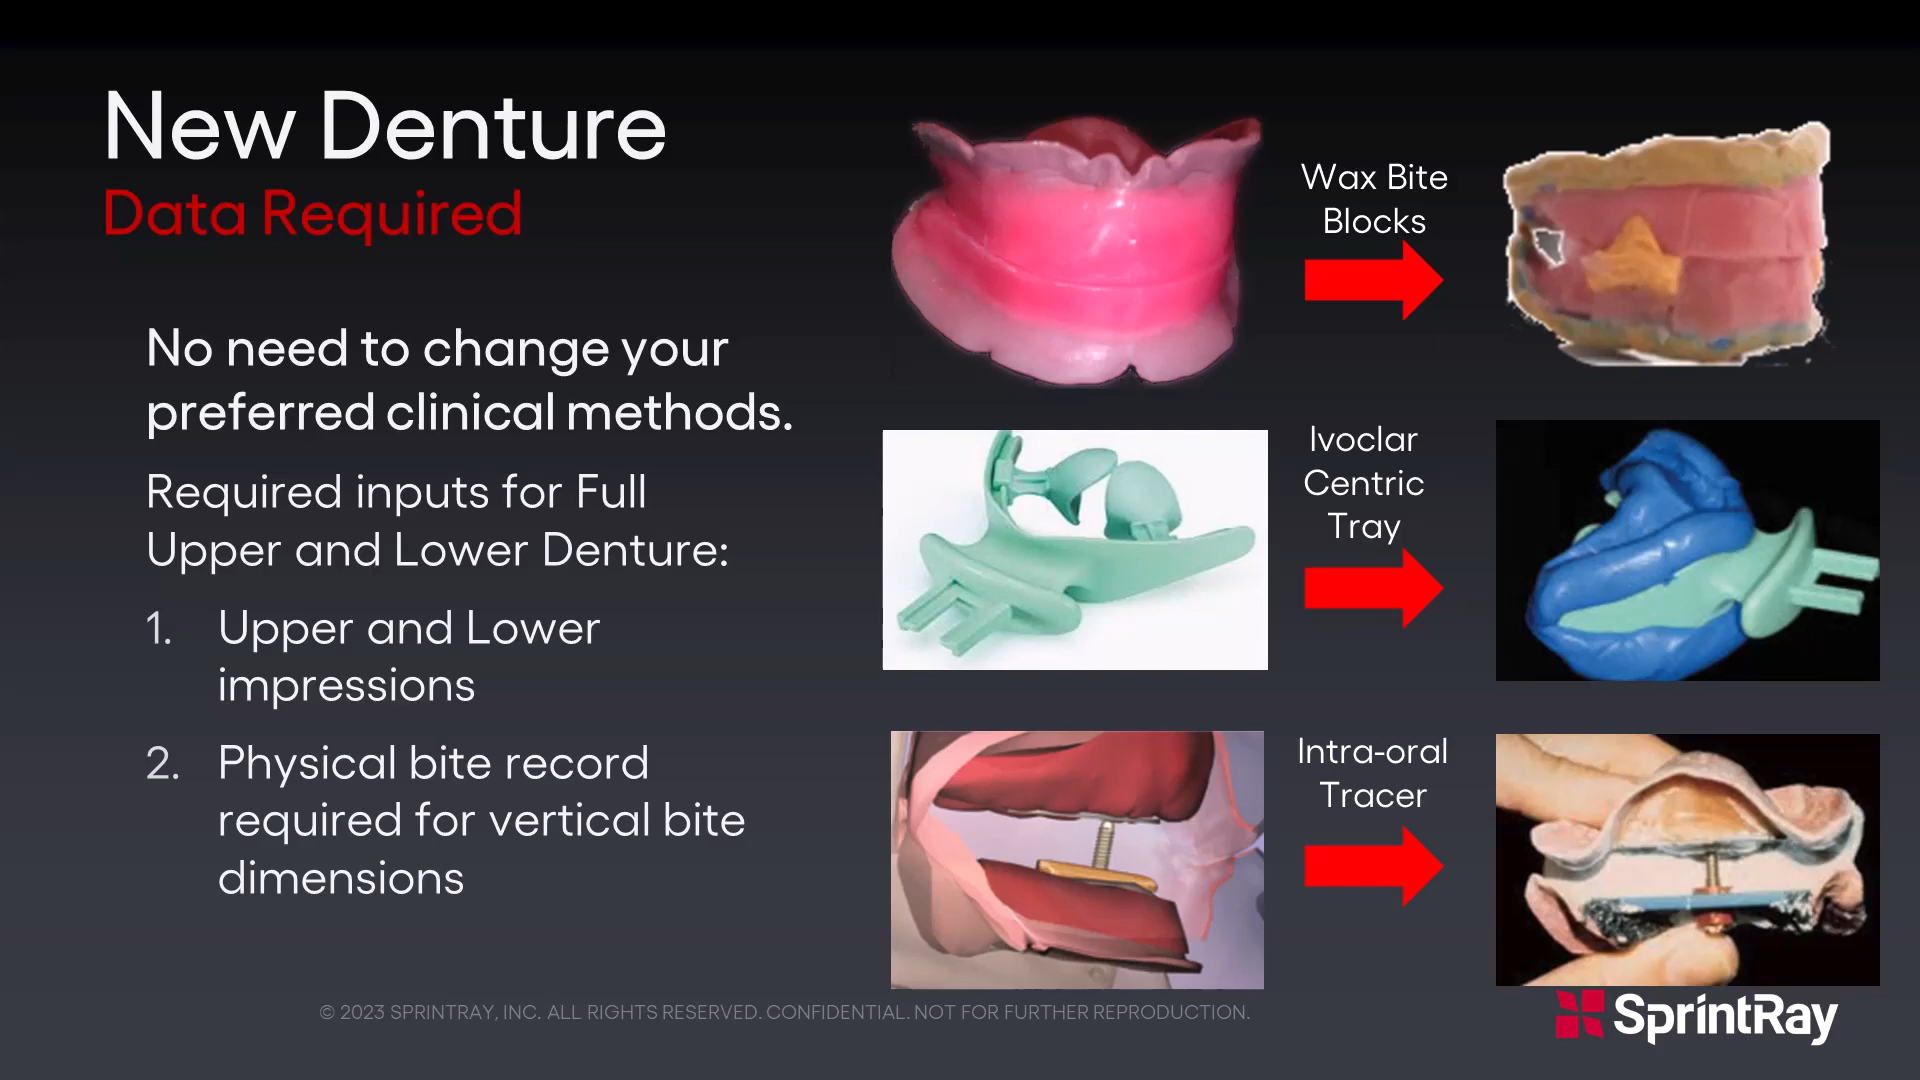 New Denture
Data Required
No need to change your
preferred clinical methods.
Required inputs for Full
Upper and Lower Denture:
1. Upper and Lower
impressions
2. Physical bite record
required for vertical bite
dimensions
Wax Bite
Blocks
Ivoclar
Centric
Tray
Intra-oral
Tracer
© 2023 SPRINTRAY, INC. ALL RIGHTS RESERVED. CONFIDENTIAL. NOT FOR FURTHER REPRODUCTION.
SprintRay